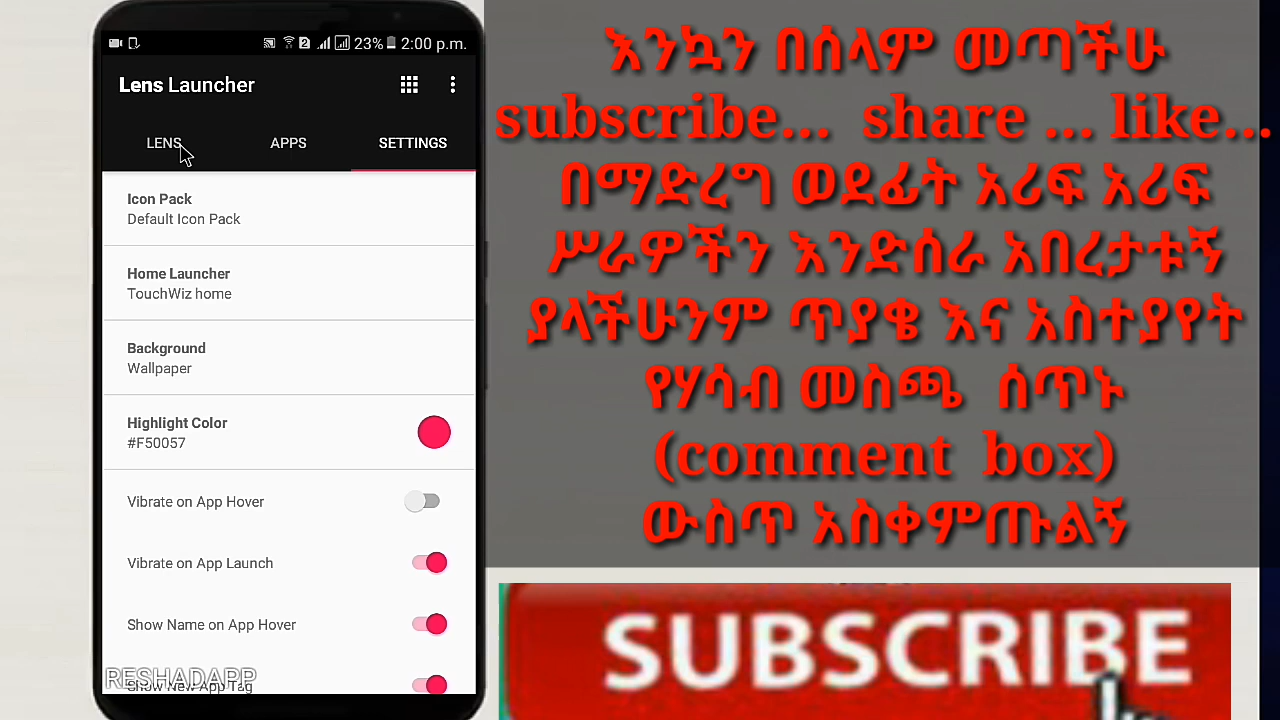 23% 2:00 p.m.
Lens Launcher
LENS APPS SETTINGS
Icon Pack
Default Icon Pack
Home Launcher
TouchWiz home
Background
Wallpaper
Highlight Color
#F50057
Vibrate on App Hover
Vibrate on App Launch
Show Name on App Hover
Show New App Tag
RESHADAPP
እንኳን በሰላም መጣችሁ
subscribe... share ... like...
በማድረግ ወደፊት አሪፍ አሪፍ
ሥራዎችን እንድሰራ አበረታቱኝ
ያላችሁንም ጥያቄ እና አስተያየት
የሃሳብ መስጫ ሰጥኑ
(comment box)
ውስጥ አስቀምጡልኝ
SUBSCRIBE